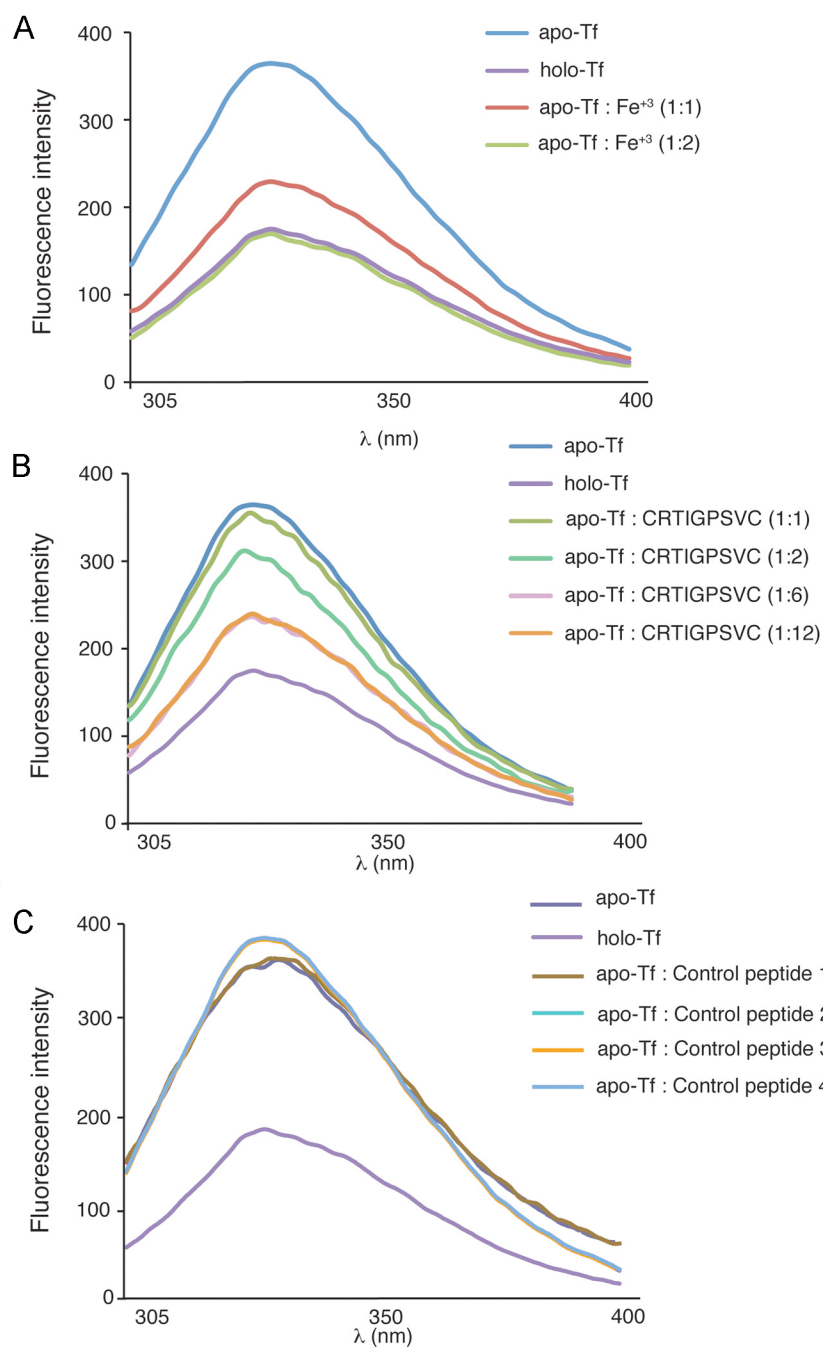 A
400
300
200
100
0
305
350
400
Fluorescence intensity
λ (nm)
apo-Tf
holo-Tf
apo-Tf : Fe+3 (1:1)
apo-Tf : Fe+3 (1:2)
B
400
300
200
100
0
305
350
400
Fluorescence intensity
λ (nm)
apo-Tf
holo-Tf
apo-Tf : CRTIGPSVC (1:1)
apo-Tf : CRTIGPSVC (1:2)
apo-Tf : CRTIGPSVC (1:6)
apo-Tf : CRTIGPSVC (1:12)
C
400
300
200
100
0
305
350
400
Fluorescence intensity
λ (nm)
apo-Tf
holo-Tf
apo-Tf : Control peptide 1
apo-Tf : Control peptide 2
apo-Tf : Control peptide 3
apo-Tf : Control peptide 4